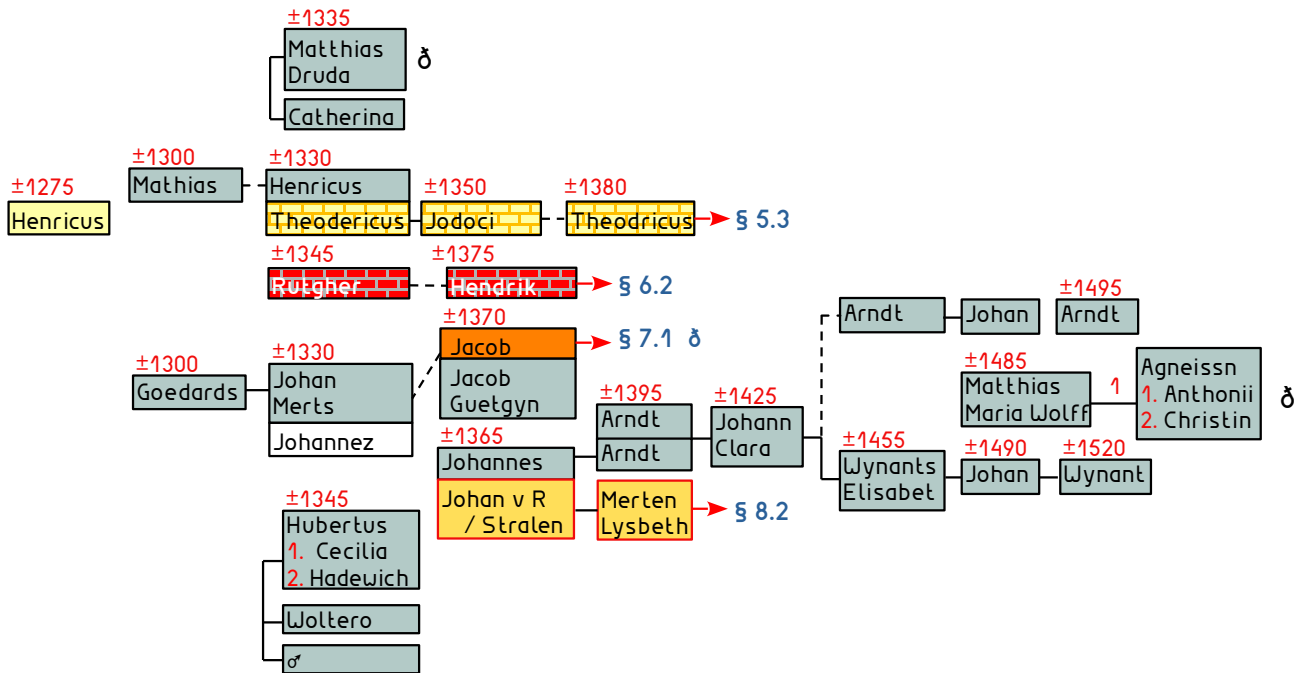 ±1335
Matthias
Druda
ð
Catherina
±1300
Mathias
±1330
Henricus
±1275
Henricus
Theodericus
±1350
Jodoci
±1380
Theodricus
§ 5.3
±1345
Rutgher
±1375
Hendrik
§ 6.2
±1370
Jacob
§ 7.1 ð
Jacob
Guetgyn
±1300
Goedards
±1330
Johan
Merts
Johannez
±1365
Johannes
Johan v R
/ Stralen
±1395
Arndt
Arndt
Merten
Lysbeth
§ 8.2
±1425
Johann
Clara
Arndt
Johan
±1495
Arndt
±1485
Matthias
Maria Wolff
1
Agneissn
1. Anthonii
2. Christin
ð
±1455
Wynants
Elisabet
±1490
Johan
±1520
Wynant
±1345
Hubertus
1. Cecilia
2. Hadewich
Woltero
♂